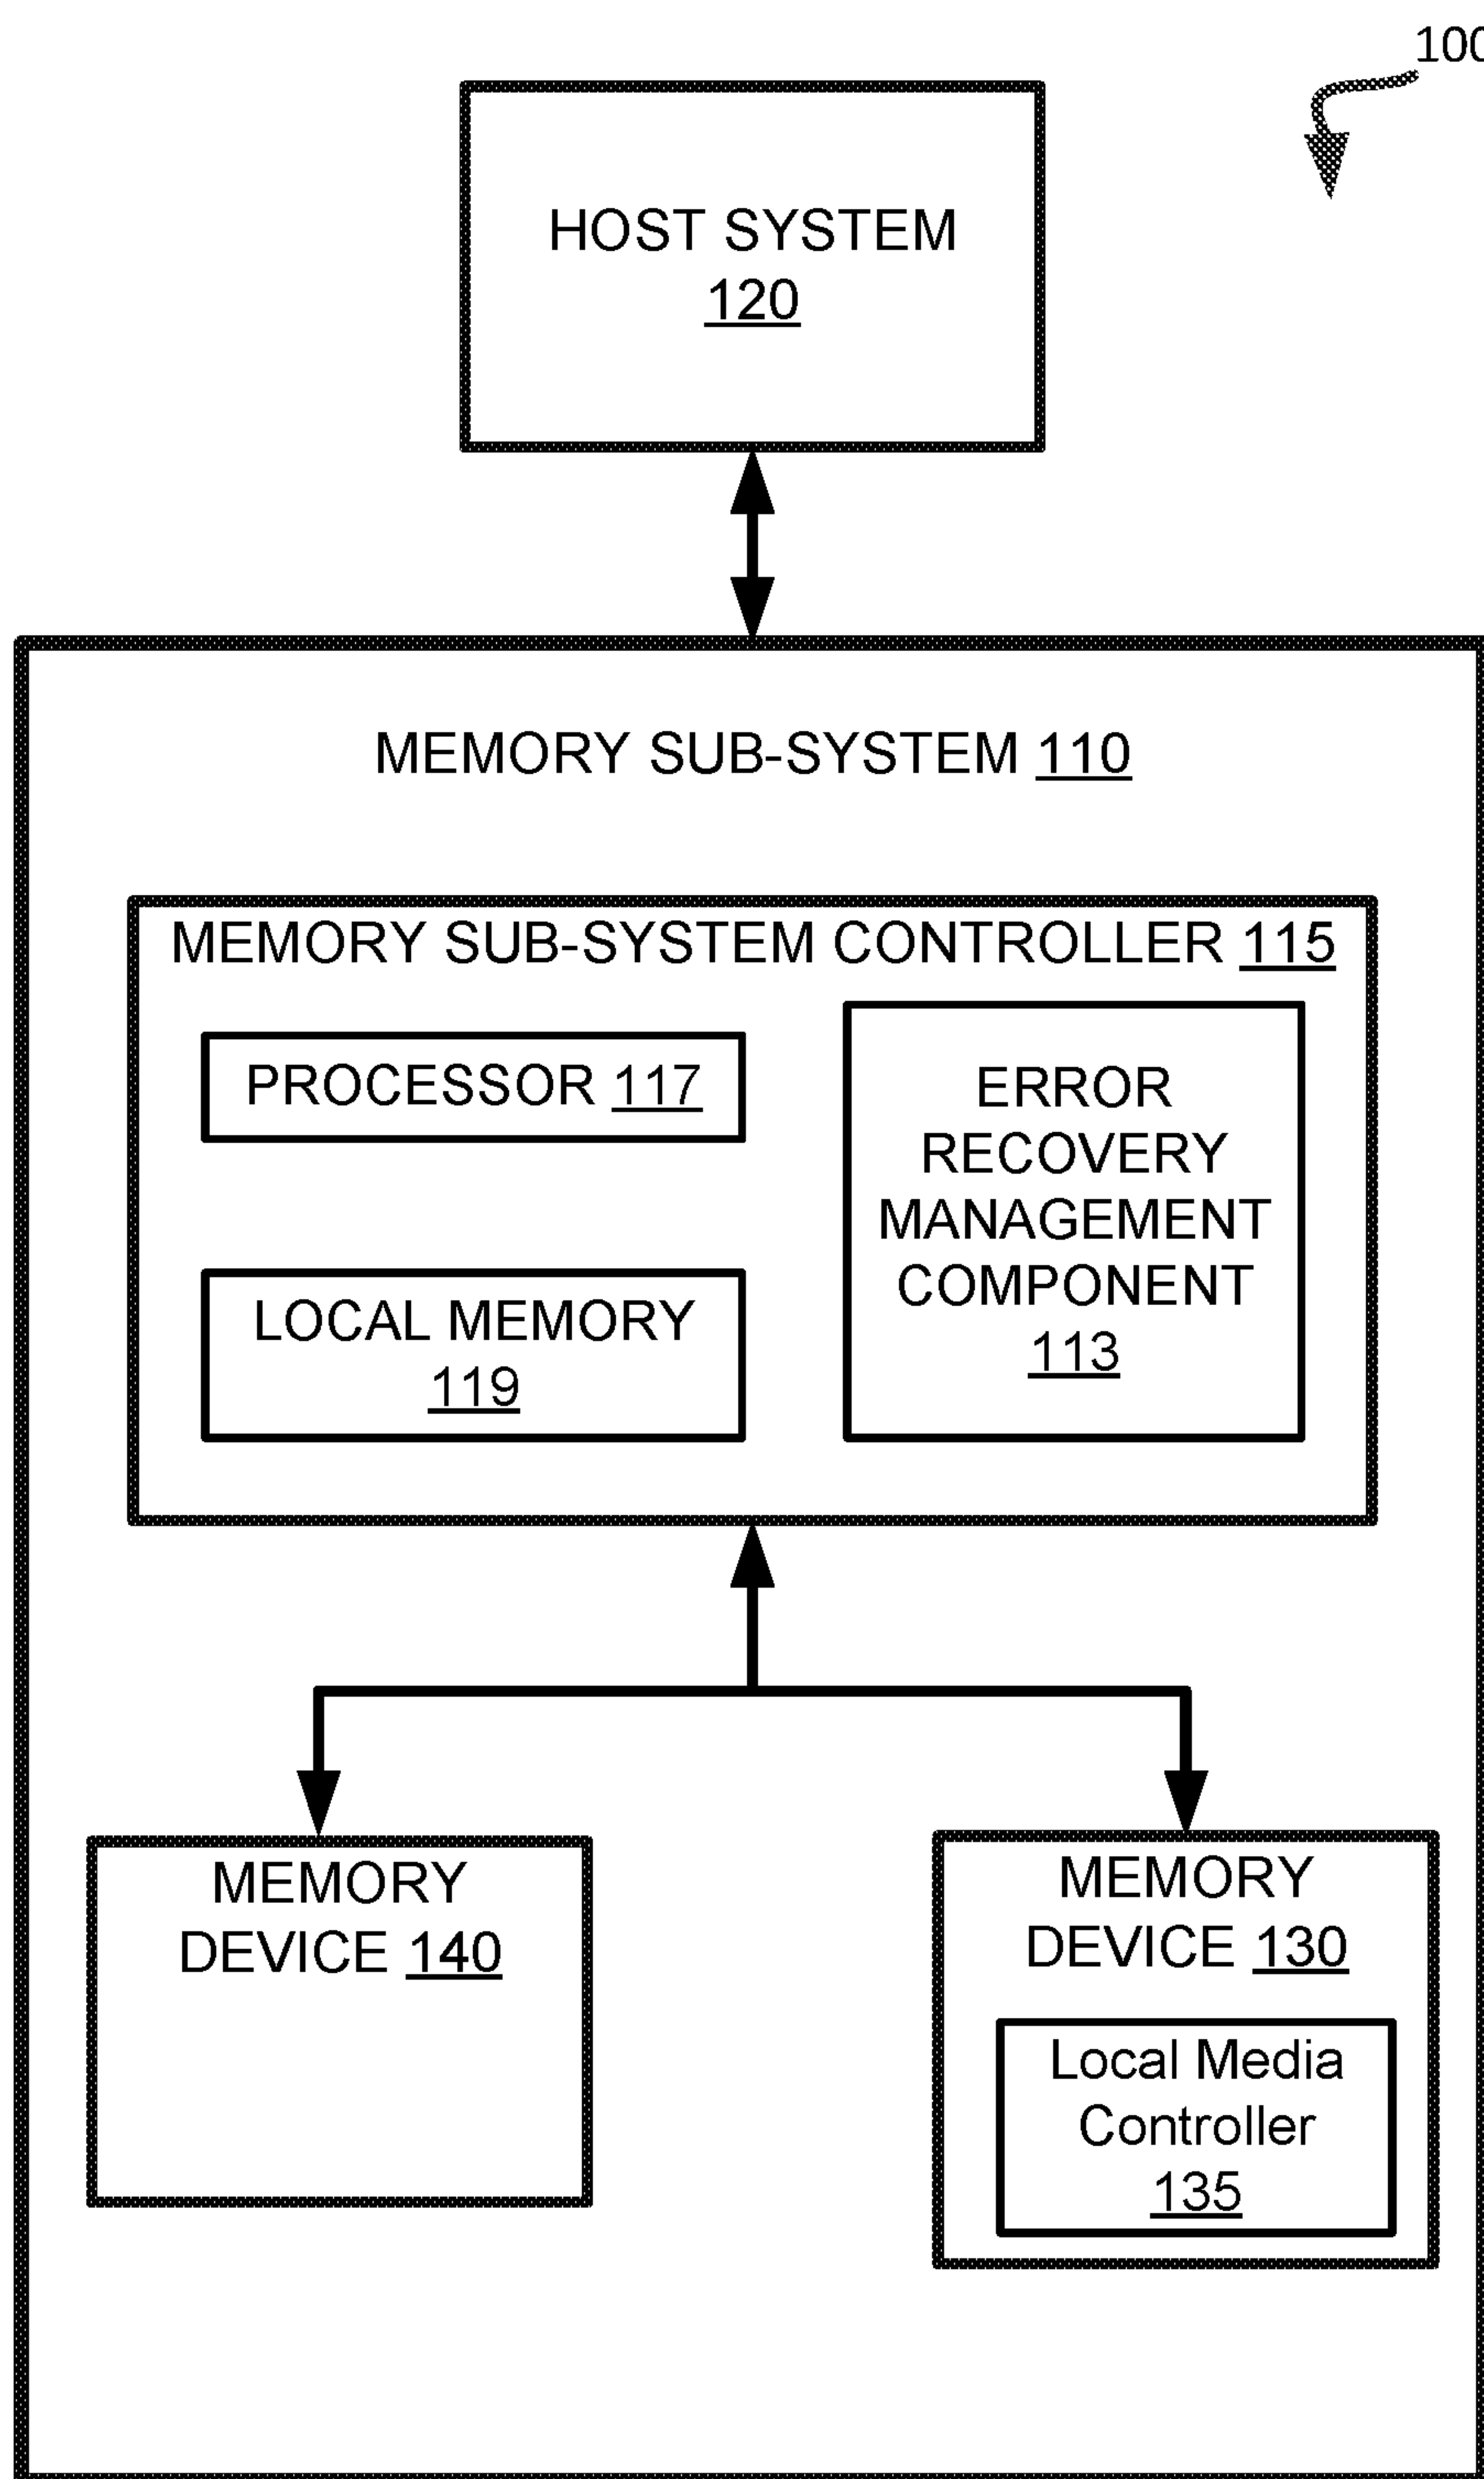 100
HOST SYSTEM
120
MEMORY SUB-SYSTEM 110
MEMORY SUB-SYSTEM CONTROLLER 115
PROCESSOR 117
LOCAL MEMORY
119
ERROR
RECOVERY
MANAGEMENT
COMPONENT
113
MEMORY
DEVICE 140
MEMORY
DEVICE 130
Local Media
Controller
135